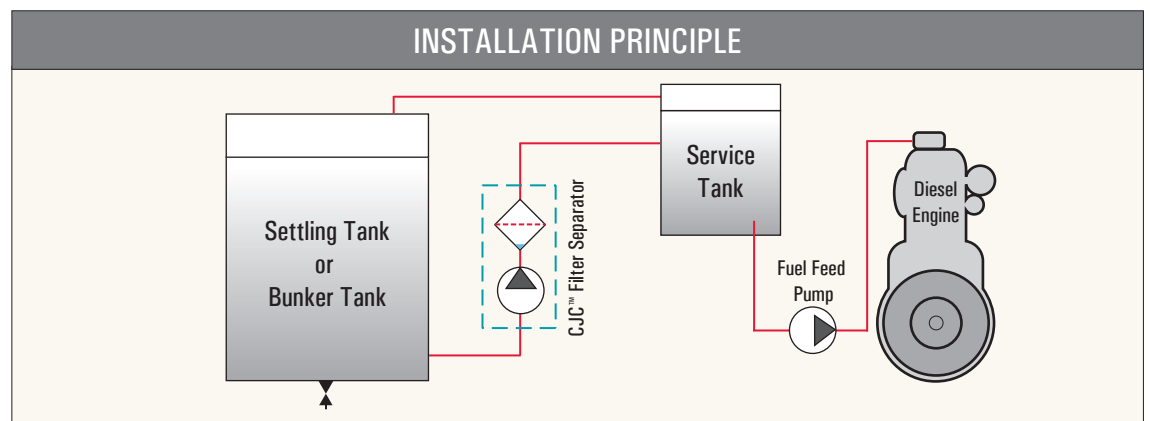 INSTALLATION PRINCIPLE
Settling Tank
or
Bunker Tank
CJC™ Filter Separator
Service
Tank
Fuel Feed
Pump
Diesel
Engine